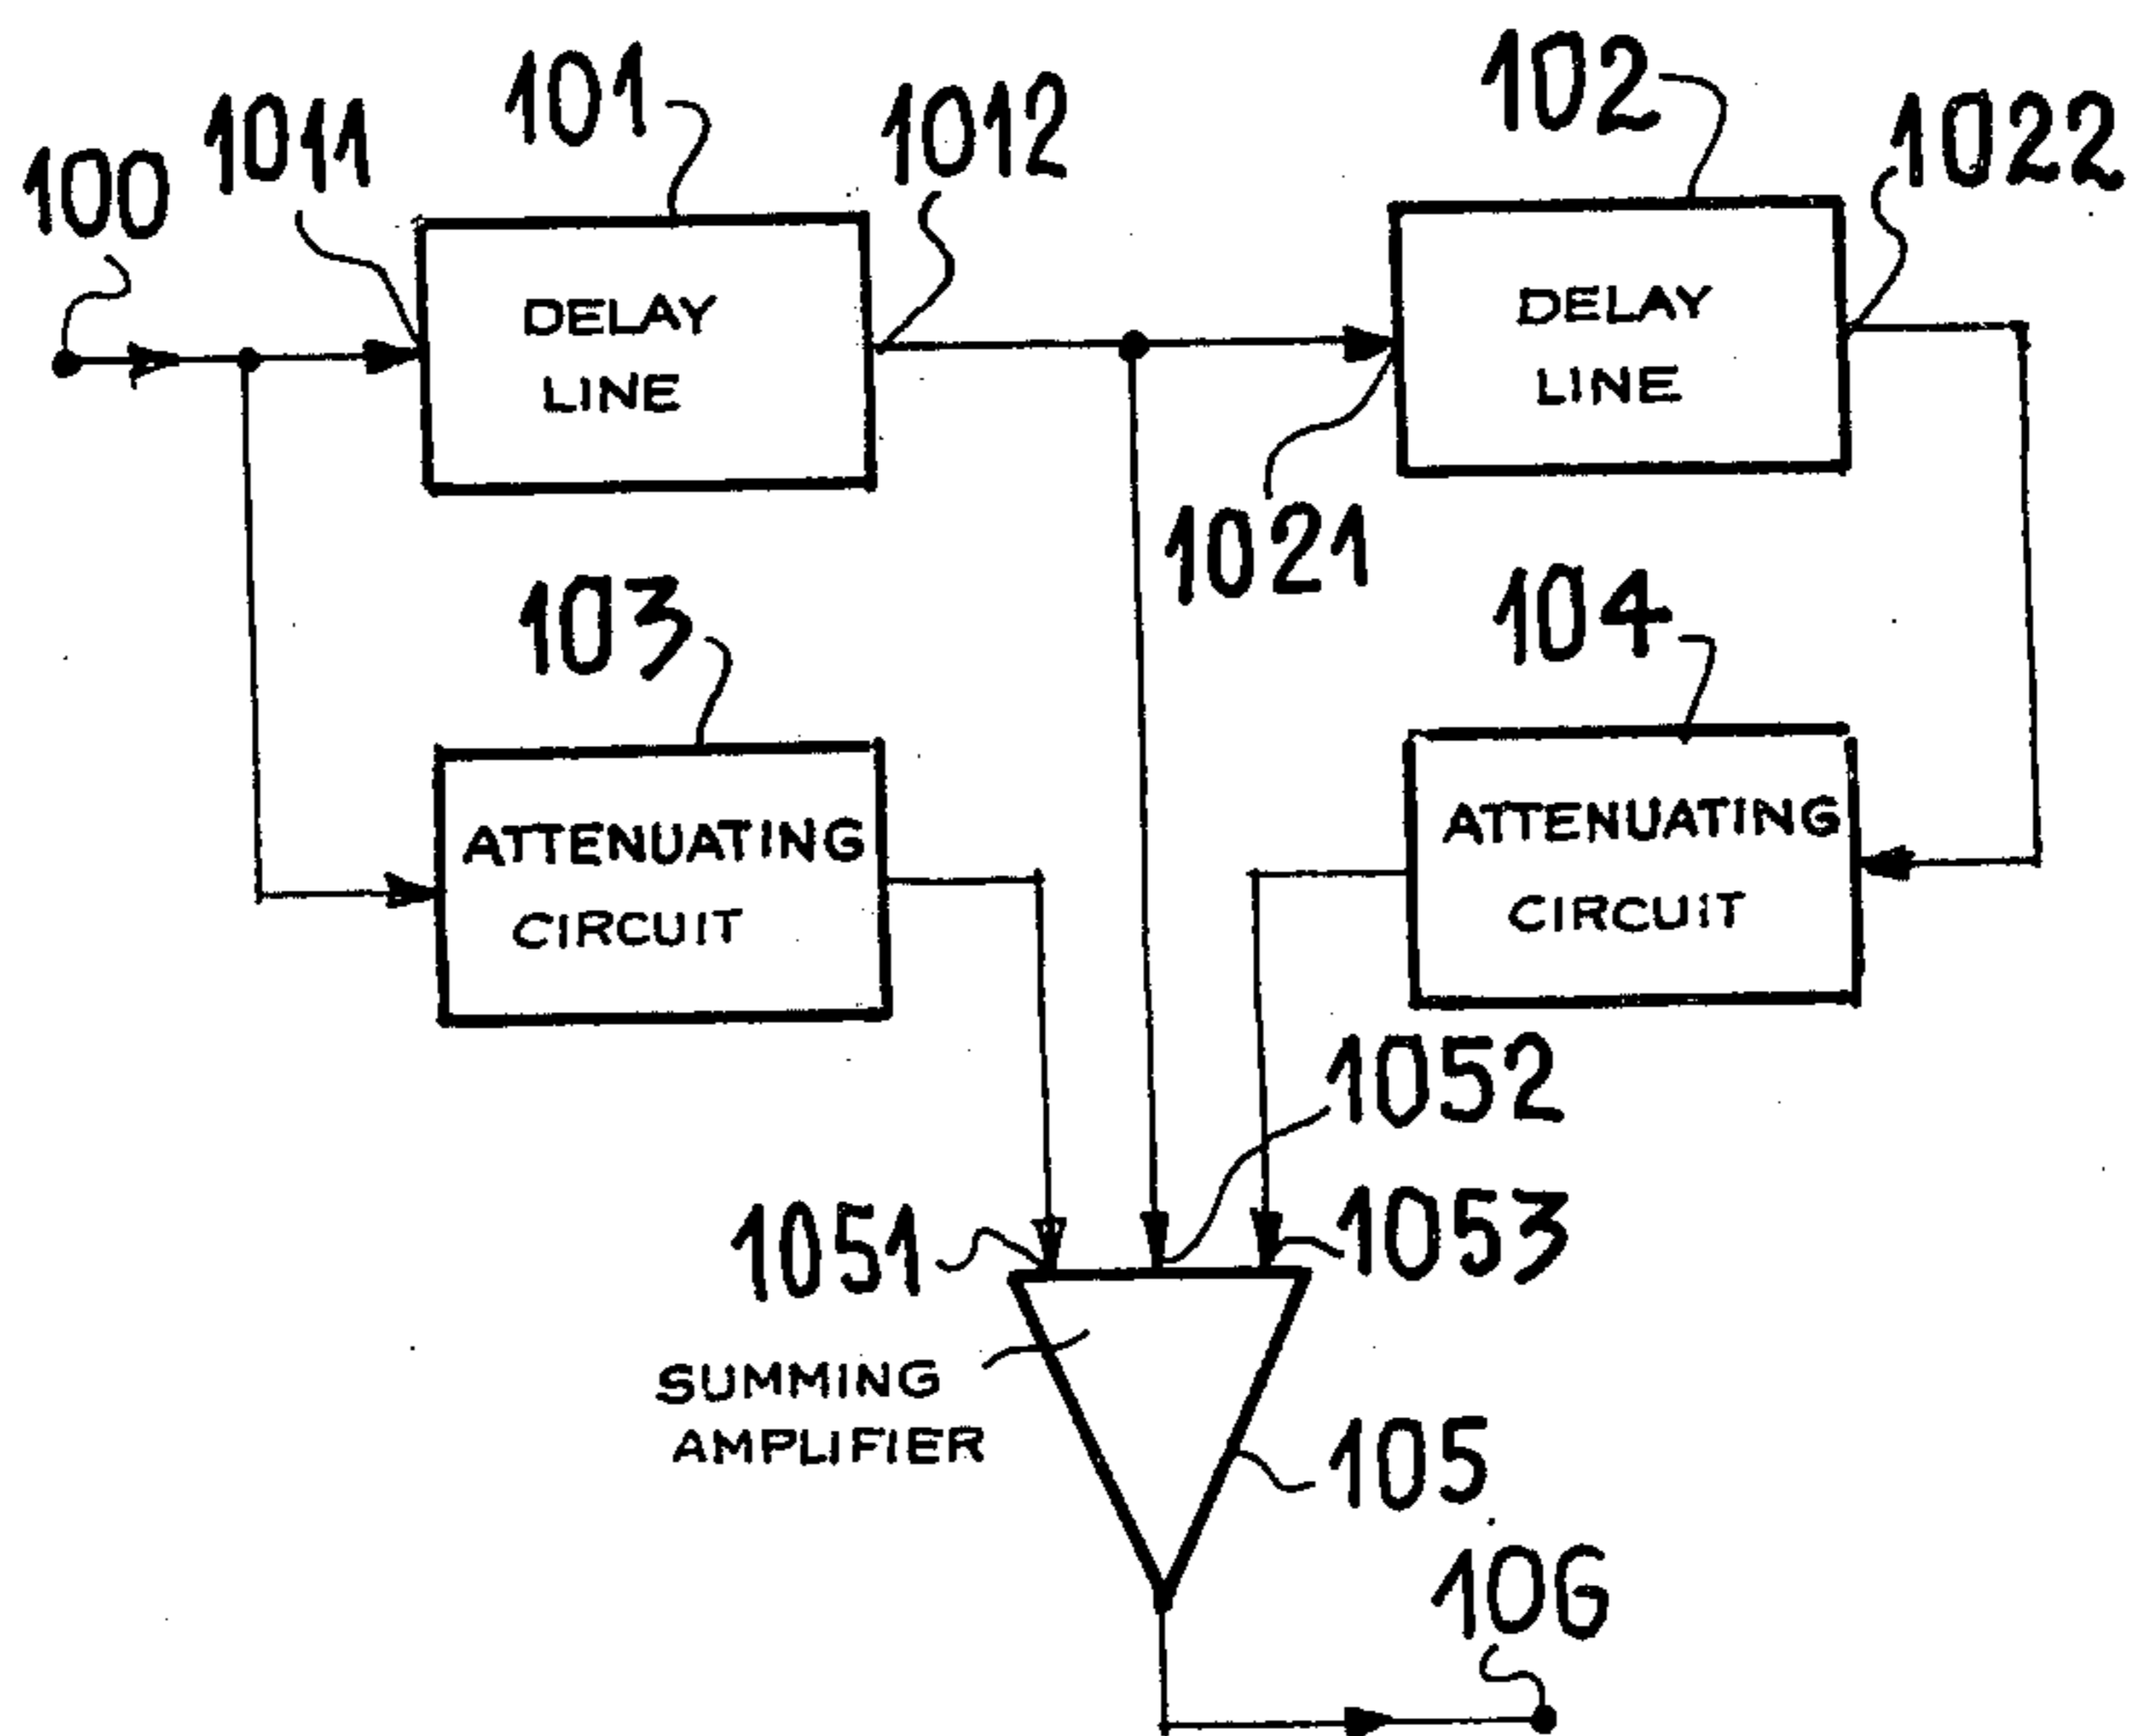 100
1011
101
1012
102
1022
DELAY
LINE
DELAY
LINE
1021
103
104
ATTENUATING
CIRCUIT
ATTENUATING
CIRCUIT
1052
1051
1053
SUMMING
AMPLIFIER
105
106